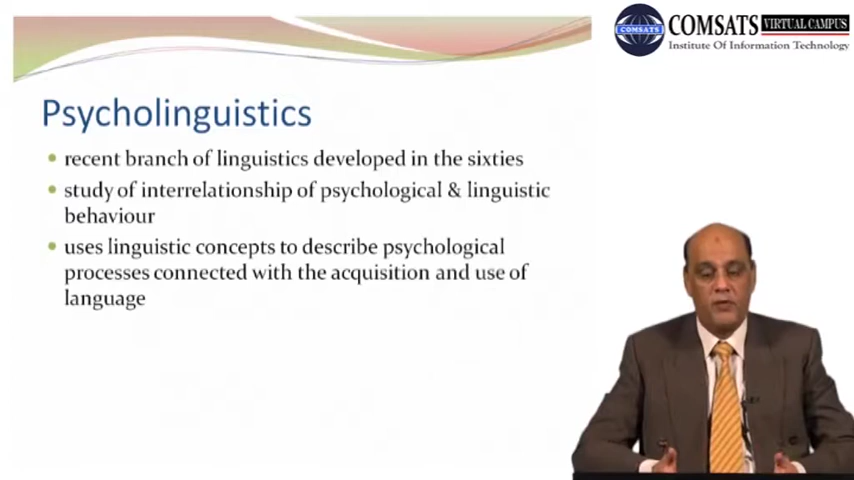 COMSATS VIRTUAL CAMPUS
COMSATS
Institute Of Information Technology
Psycholinguistics
recent branch of linguistics developed in the sixties
study of interrelationship of psychological & linguistic
behaviour
uses linguistic concepts to describe psychological
processes connected with the acquisition and use of
language